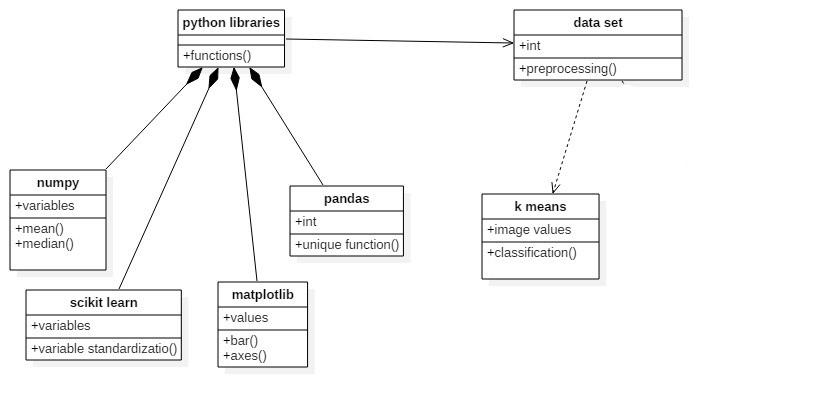 python libraries
+functions()
data set
+int
+preprocessing()
numpy
+variables
+mean()
+median()
pandas
+int
+unique function()
k means
+image values
+classification()
scikit learn
+variables
+variable standardizatio()
matplotlib
+values
+bar()
+axes()